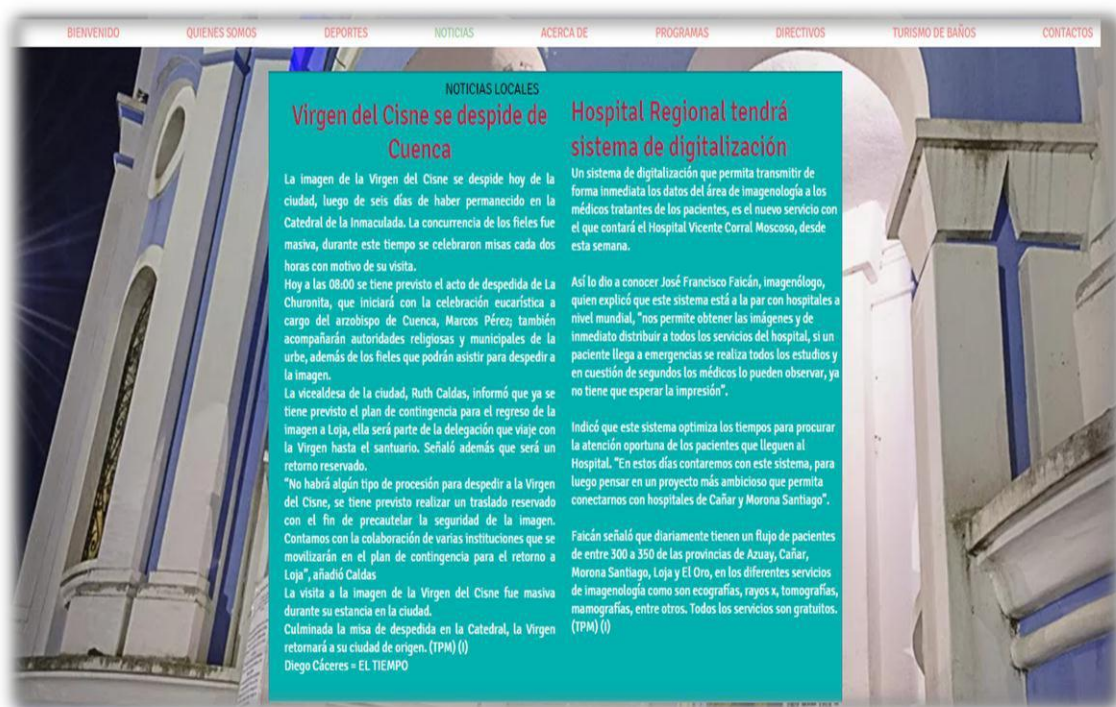 BIENVENIDO QUIENES SOMOS DEPORTES NOTICIAS ACERCA DE PROGRAMAS DIRECTIVOS TURISMO DE BAÑOS CONTACTOS
NOTICIAS LOCALES
Virgen del Cisne se despide de
Cuenca
La imagen de la Virgen del Cisne se despide hoy de la
ciudad, luego de seis días de haber permanecido en la
Catedral de la Inmaculada. La concurrencia de los fieles fue
masiva, durante este tiempo se celebraron misas cada dos
horas con motivo de su visita.
Hoy a las 08:00 se tiene previsto el acto de despedida de La
Churonita, que iniciará con la celebración eucarística a
cargo del arzobispo de Cuenca, Marcos Pérez; también
acompañarán autoridades religiosas y municipales de la
urbe, además de los fieles que podrán asistir para despedir a
la imagen.
La vicealdesa de la ciudad, Ruth Caldas, informó que ya se
tiene previsto el plan de contingencia para el regreso de la
imagen a Loja, ella será parte de la delegación que viaje con
la Virgen hasta el santuario. Señaló además que será un
retorno reservado.
"No habrá algún tipo de procesión para despedir a la Virgen
del Cisne, se tiene previsto realizar un traslado reservado
con el fin de precautelar la seguridad de la imagen.
Contamos con la colaboración de varias instituciones que se
movilizarán en el plan de contingencia para el retorno a
Loja", añadió Caldas
La visita a la imagen de la Virgen del Cisne fue masiva
durante su estancia en la ciudad.
Culminada la misa de despedida en la Catedral, la Virgen
retornará a su ciudad de origen. (TPM) (I)
Diego Cáceres = EL TIEMPO
Hospital Regional tendrá
sistema de digitalización
Un sistema de digitalización que permita transmitir de
forma inmediata los datos del área de imagenología a los
médicos tratantes de los pacientes, es el nuevo servicio con
el que contará el Hospital Vicente Corral Moscoso, desde
esta semana.
Así lo dio a conocer José Francisco Faicán, imagenólogo,
quien explicó que este sistema está a la par con hospitales a
nivel mundial, "nos permite obtener las imágenes y de
inmediato distribuir a todos los servicios del hospital, si un
paciente llega a emergencias se realiza todos los estudios y
en cuestión de segundos los médicos lo pueden observar, ya
no tiene que esperar la impresión".
Indicó que este sistema optimiza los tiempos para procurar
la atención oportuna de los pacientes que lleguen al
Hospital. "En estos días contaremos con este sistema, para
luego pensar en un proyecto más ambicioso que permita
conectarnos con hospitales de Cañar y Morona Santiago".
Faicán señaló que diariamente tienen un flujo de pacientes
de entre 300 a 350 de las provincias de Azuay, Cañar,
Morona Santiago, Loja y El Oro, en los diferentes servicios
de imagenología como son ecografías, rayos x, tomografías,
mamografías, entre otros. Todos los servicios son gratuitos.
(TPM) (I)